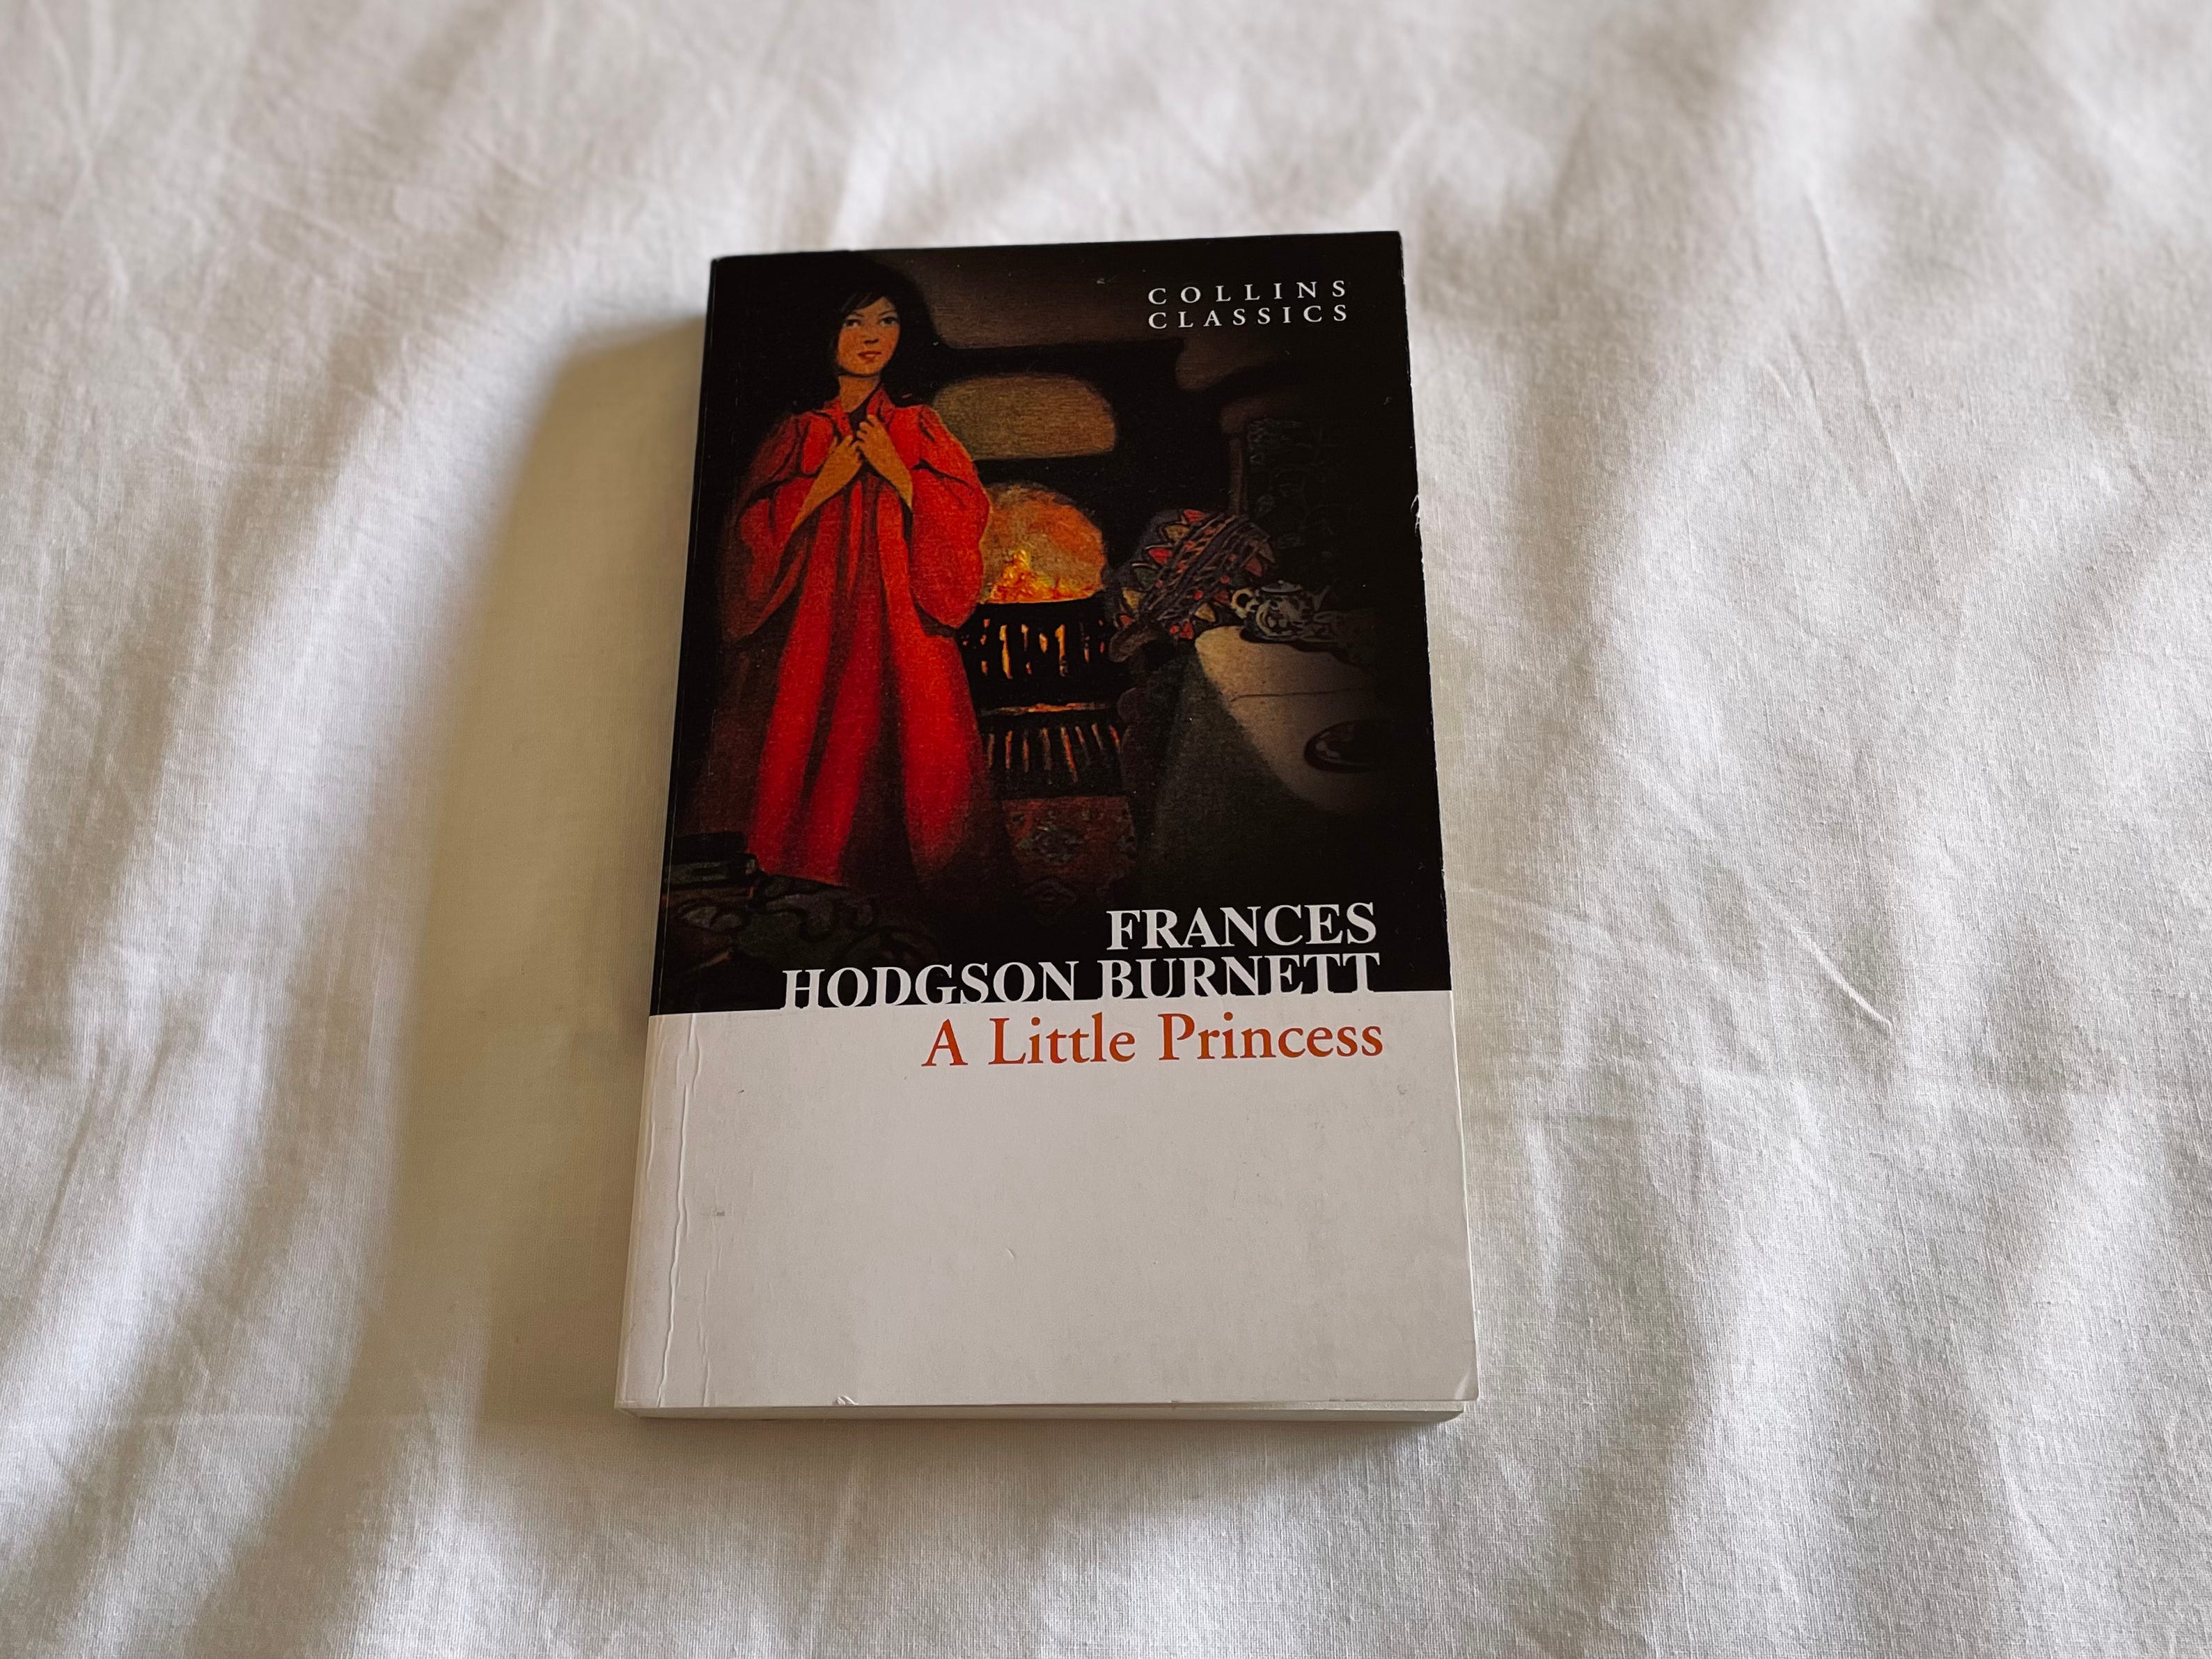 COLLINS
CLASSICS
FRANCES
HODGSON BURNETT
A Little Princess